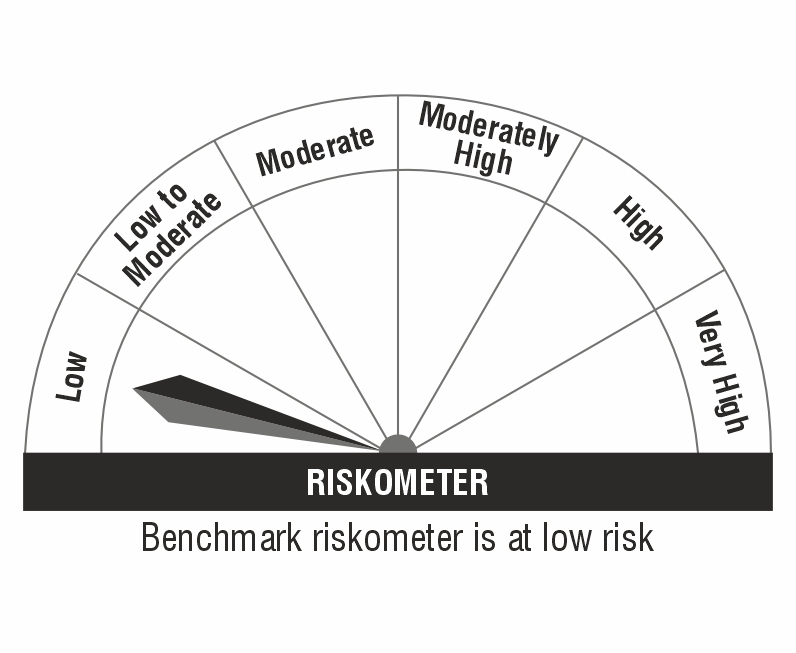 Low
Low to
Moderate
Moderate
Moderately
High
High
Very High
RISKOMETER
Benchmark riskometer is at low risk